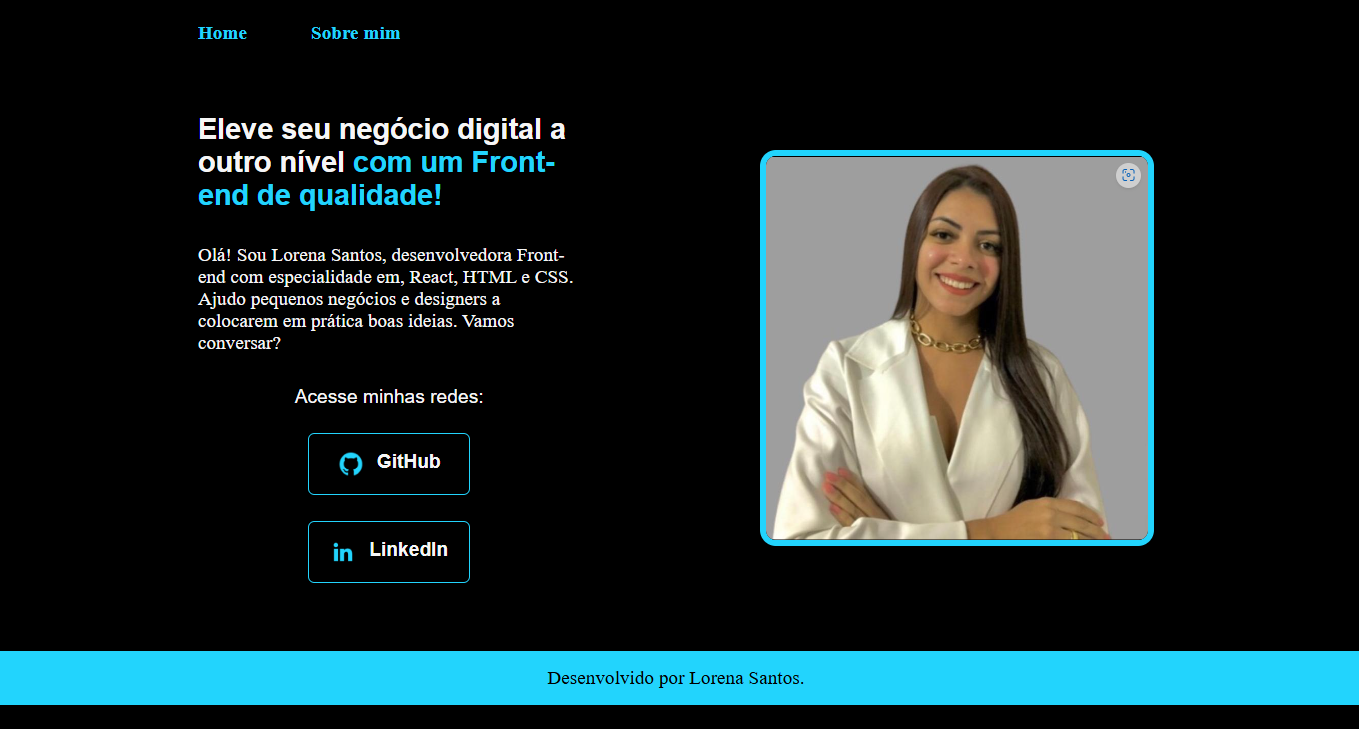 Home Sobre mim
Eleve seu negócio digital a
outro nível com um Front-
end de qualidade!
Olá! Sou Lorena Santos, desenvolvedora Front-
end com especialidade em, React, HTML e CSS.
Ajudo pequenos negócios e designers a
colocarem em prática boas ideias. Vamos
conversar?
Acesse minhas redes:
GitHub
LinkedIn
Desenvolvido por Lorena Santos.